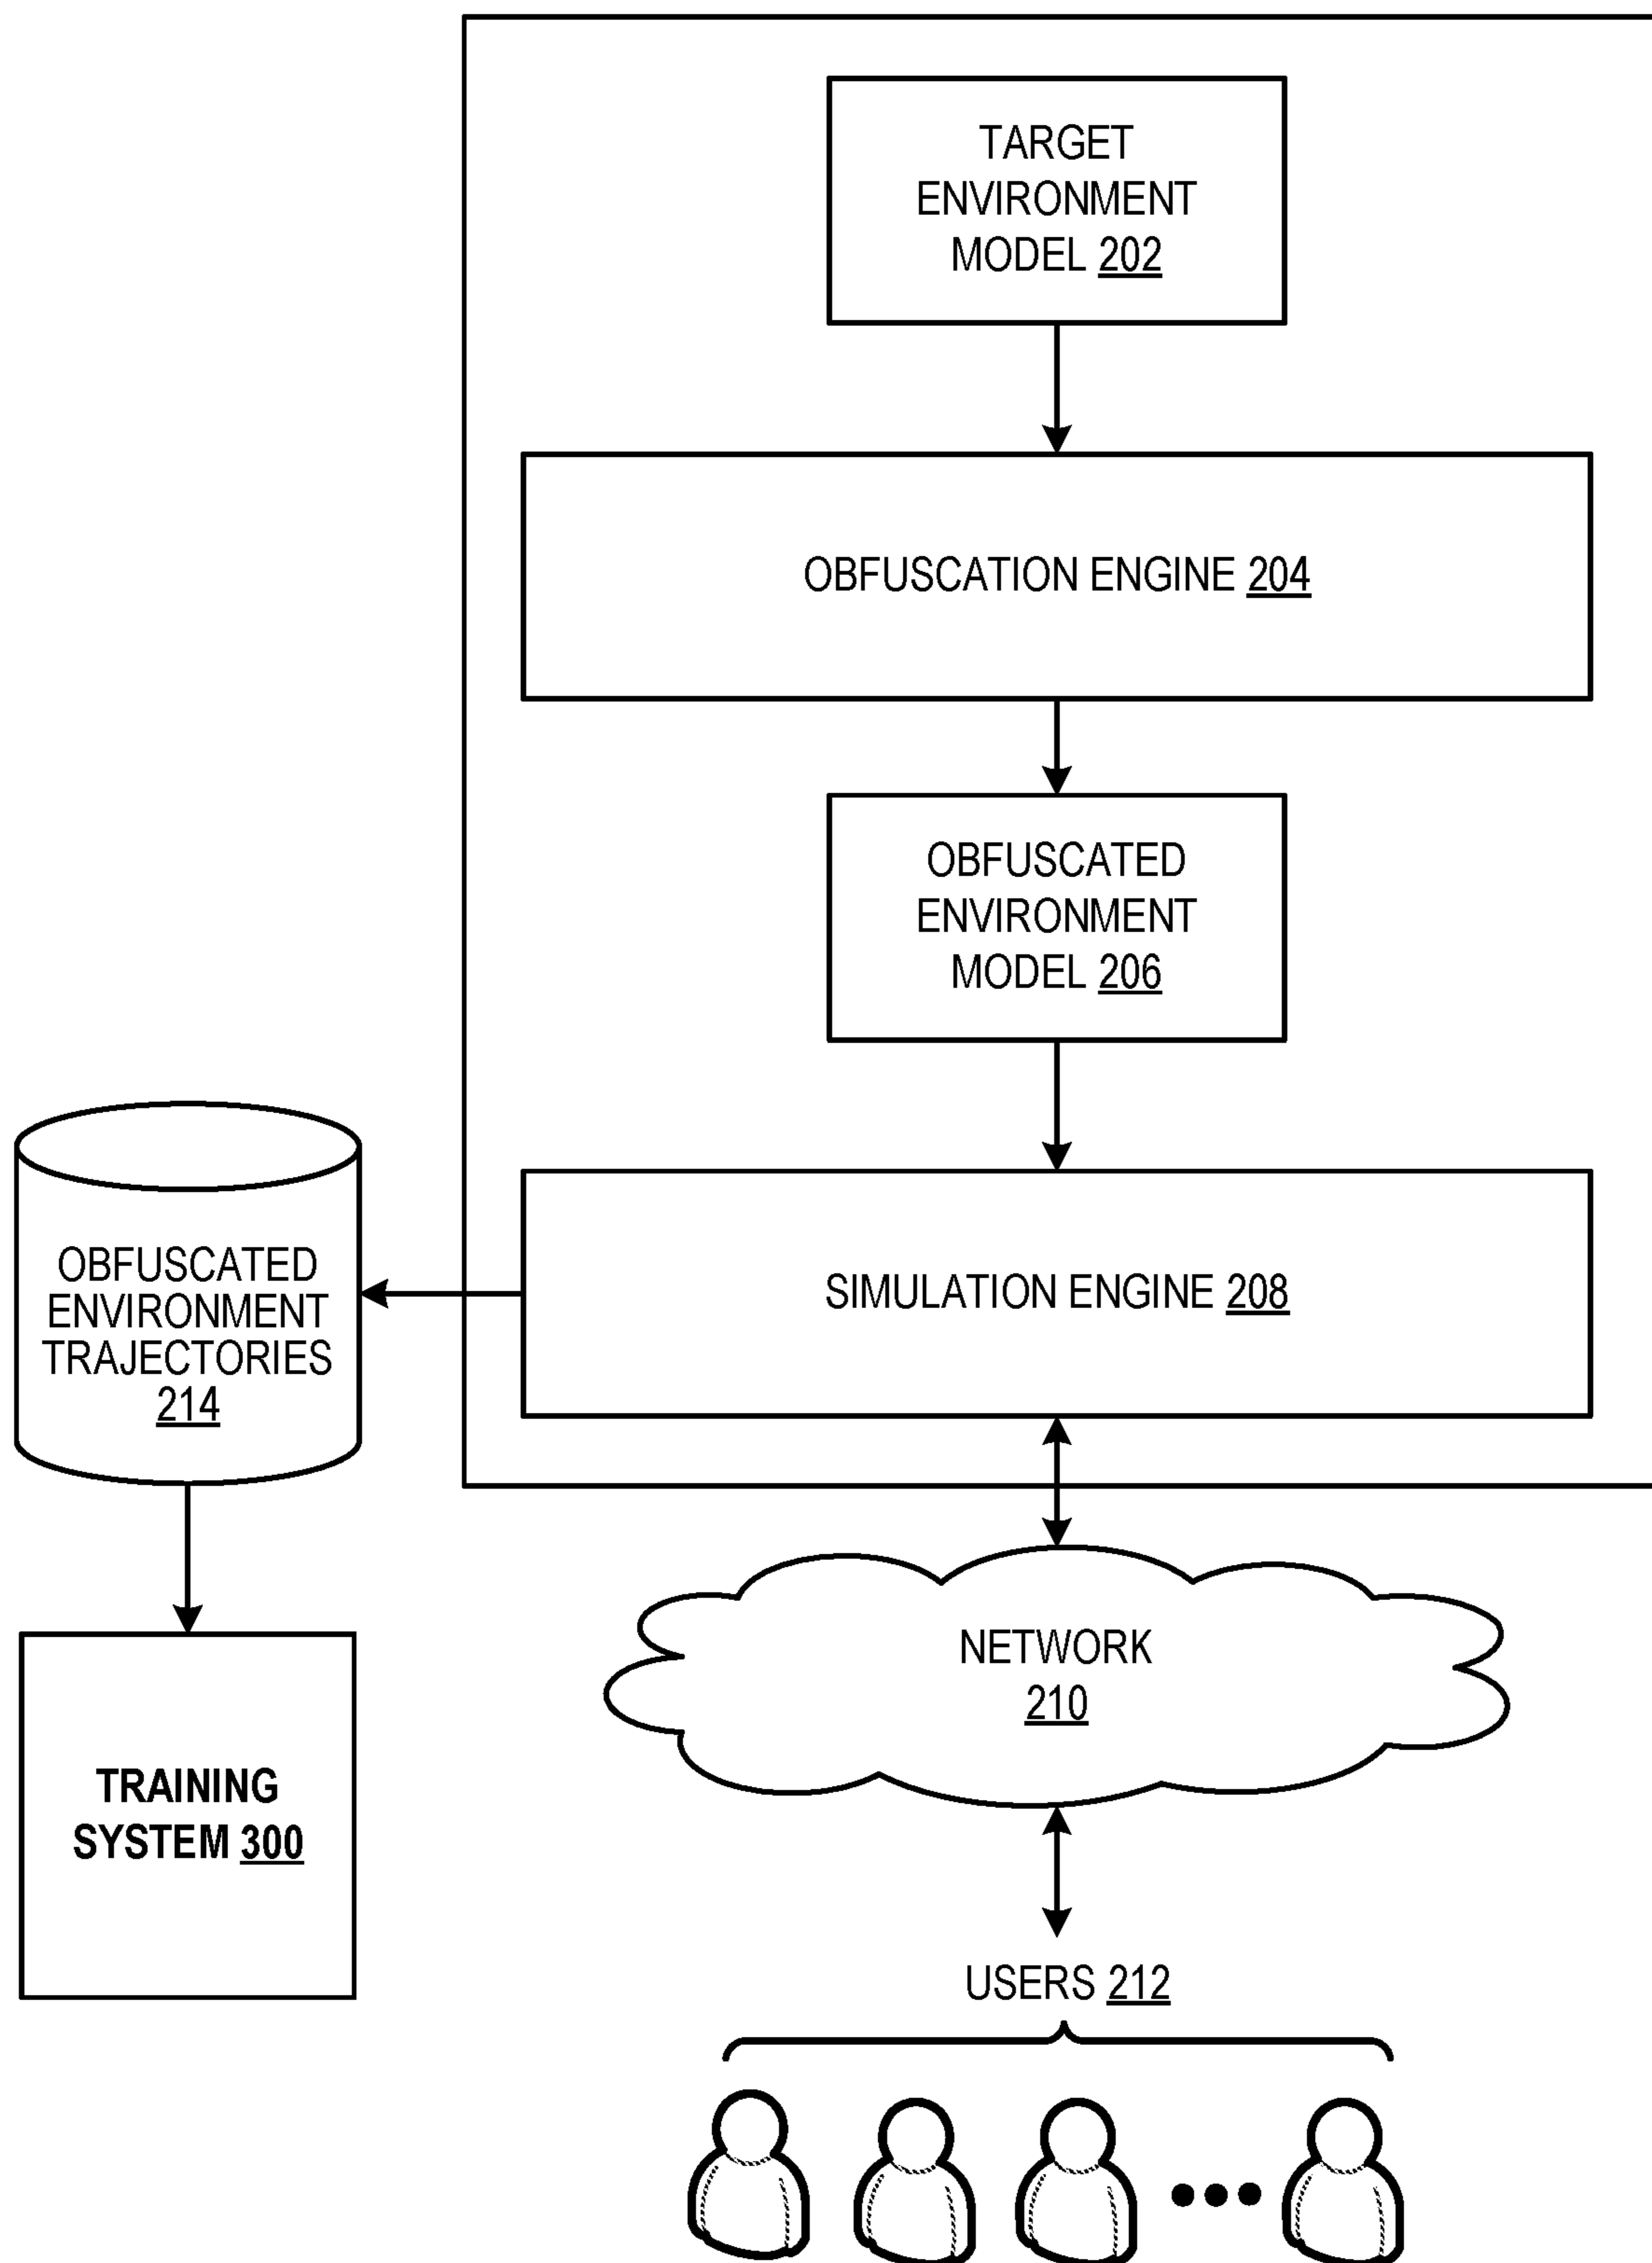 TARGET
ENVIRONMENT
MODEL 202
OBFUSCATION ENGINE 204
OBFUSCATED
ENVIRONMENT
MODEL 206
OBFUSCATED
ENVIRONMENT
TRAJECTORIES
214
SIMULATION ENGINE 208
NETWORK
210
TRAINING
SYSTEM 300
USERS 212